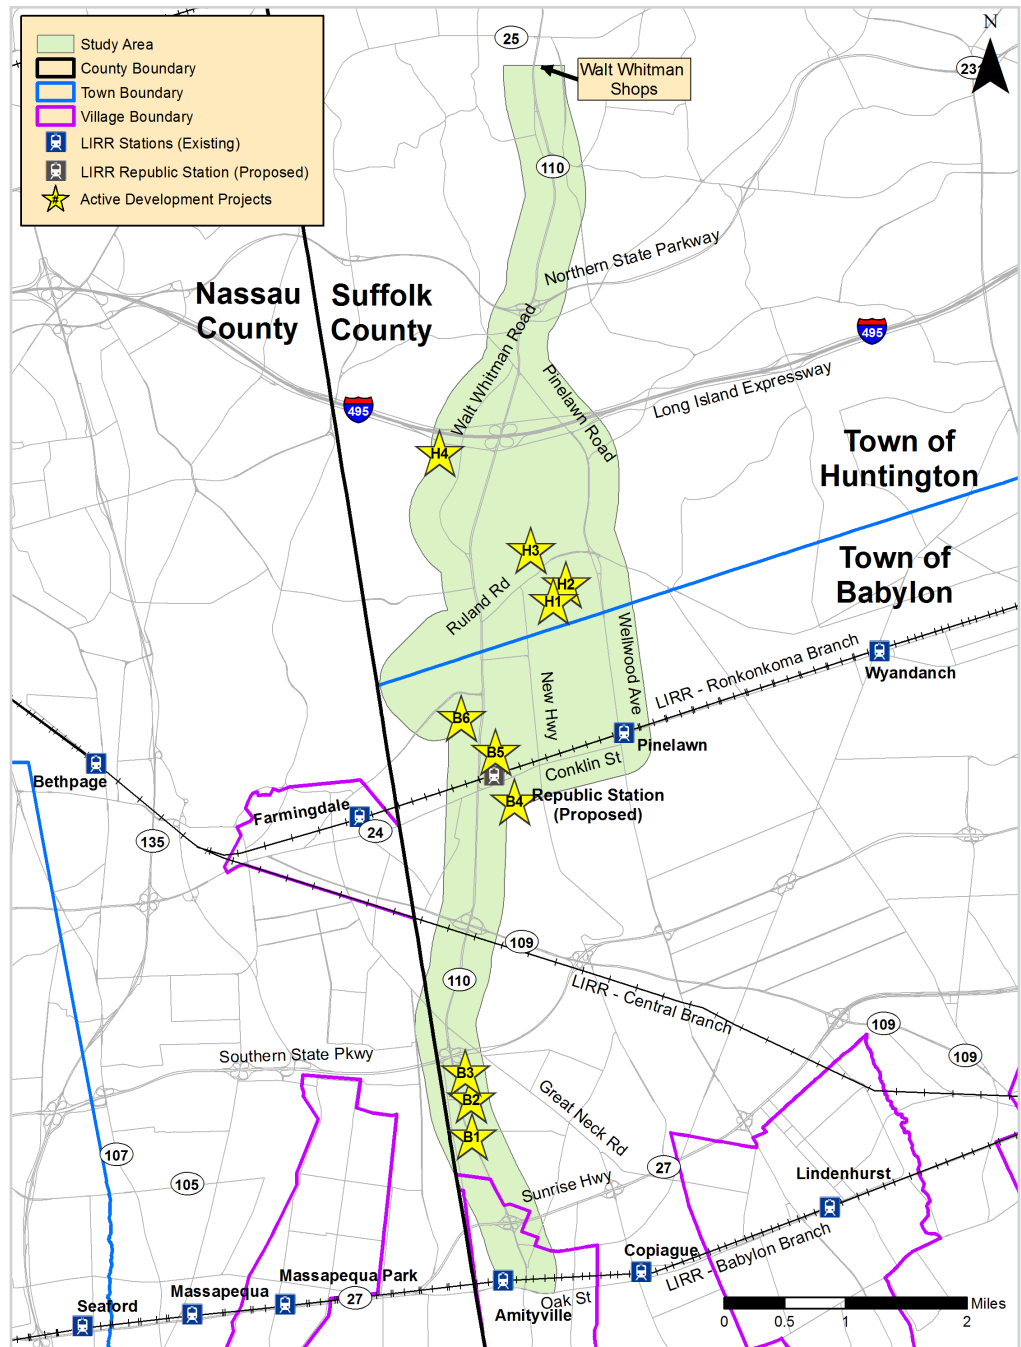 Study Area
County Boundary
Town Boundary
Village Boundary
LIRR Stations (Existing)
LIRR Republic Station (Proposed)
#
Active Development Projects
N
25
Walt Whitman
Shops
110
Northern State Parkway
Nassau
County
Suffolk
County
Walt Whitman Road
495
Pinelawn Road
Long Island Expressway
495
H4
Town of
Huntington
Town of
Babylon
H3
H2
H1
Ruland Rd
Wellwood Ave
New Hwy
LIRR - Ronkonkoma Branch
Wyandanch
B6
B5
Pinelawn
Conklin St
Bethpage
B4
Republic Station
(Proposed)
Farmingdale
24
135
109
110
LIRR - Central Branch
109
109
Southern State Pkwy
B3
B2
B1
Great Neck Rd
107
105
27
Sunrise Hwy
Lindenhurst
Copiague
LIRR - Babylon Branch
Massapequa Park
Massapequa
27
Seaford
Oak St
Amityville
0
0.5
1
2
Miles